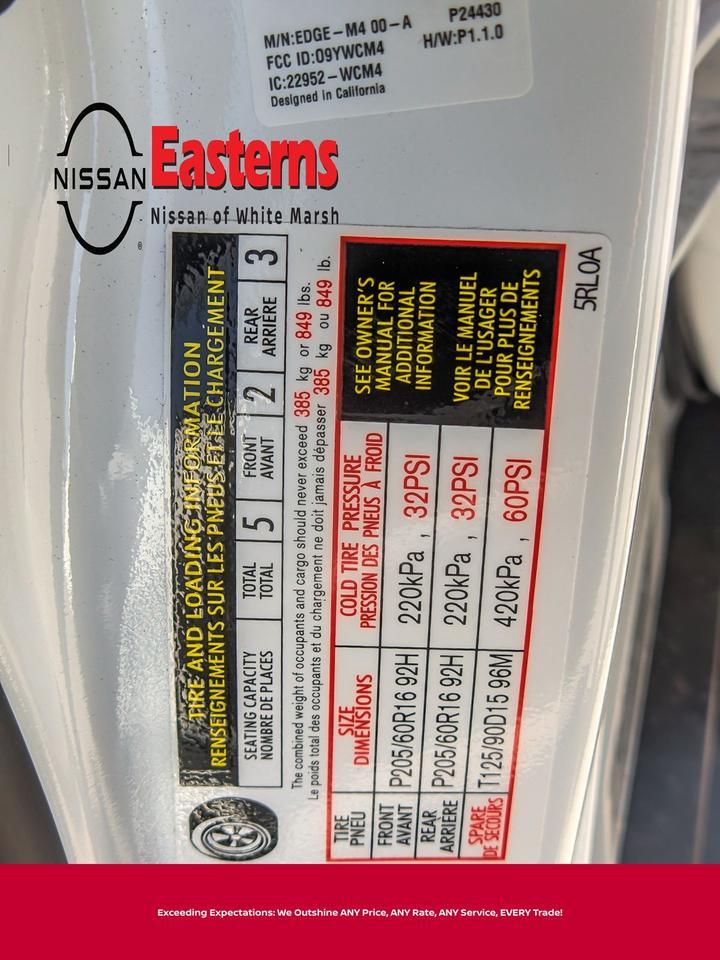 M/N:EDGE-M4 00-A P24430
FCC ID:O9YWCM4 H/W:P1.1.0
IC:22952-WCM4
Designed in California
NISSAN
®
Easterns
Nissan of White Marsh
TIRE AND LOADING INFORMATION
RENSEIGNEMENTS SUR LES PNEUS ET LE CHARGEMENT
SEATING CAPACITY
NOMBRE DE PLACES
TOTAL
TOTAL
5
FRONT
AVANT
2
REAR
ARRIÈRE
3
The combined weight of occupants and cargo should never exceed 385 kg or 849 lbs.
Le poids total des occupants et du chargement ne doit jamais dépasser 385 kg ou 849 lb.
TIRE
PNEU
SIZE
DIMENSIONS
COLD TIRE PRESSURE
PRESSION DES PNEUS À FROID
FRONT
AVANT
P205/60R16 92H
220kPa , 32PSI
REAR
ARRIÈRE
P205/60R16 92H
220kPa , 32PSI
SPARE
DE SECOURS
T125/90D15 96M
420kPa , 60PSI
SEE OWNER'S
MANUAL FOR
ADDITIONAL
INFORMATION
VOIR LE MANUEL
DE L'USAGER
POUR PLUS DE
RENSEIGNEMENTS
5RL0A
Exceeding Expectations: We Outshine ANY Price, ANY Rate, ANY Service, EVERY Trade!